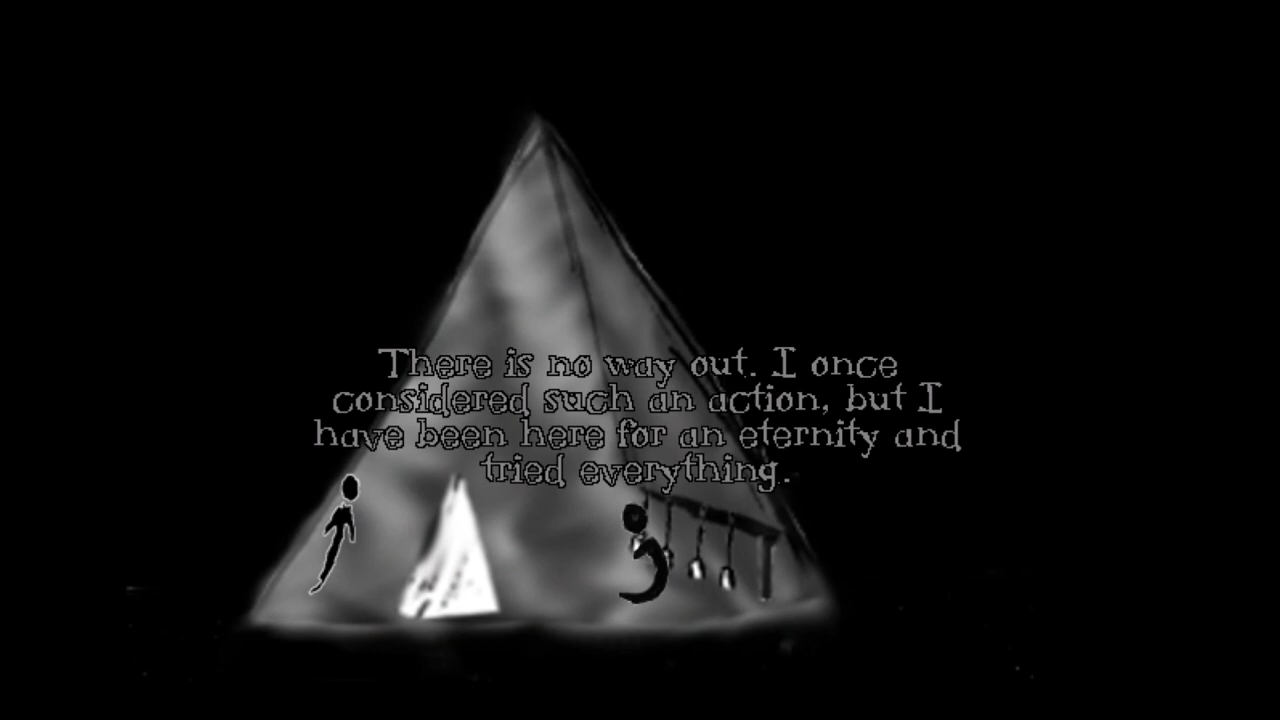 There is no way out. I once
considered such an action, but I
have been here for an eternity and
tried everything.